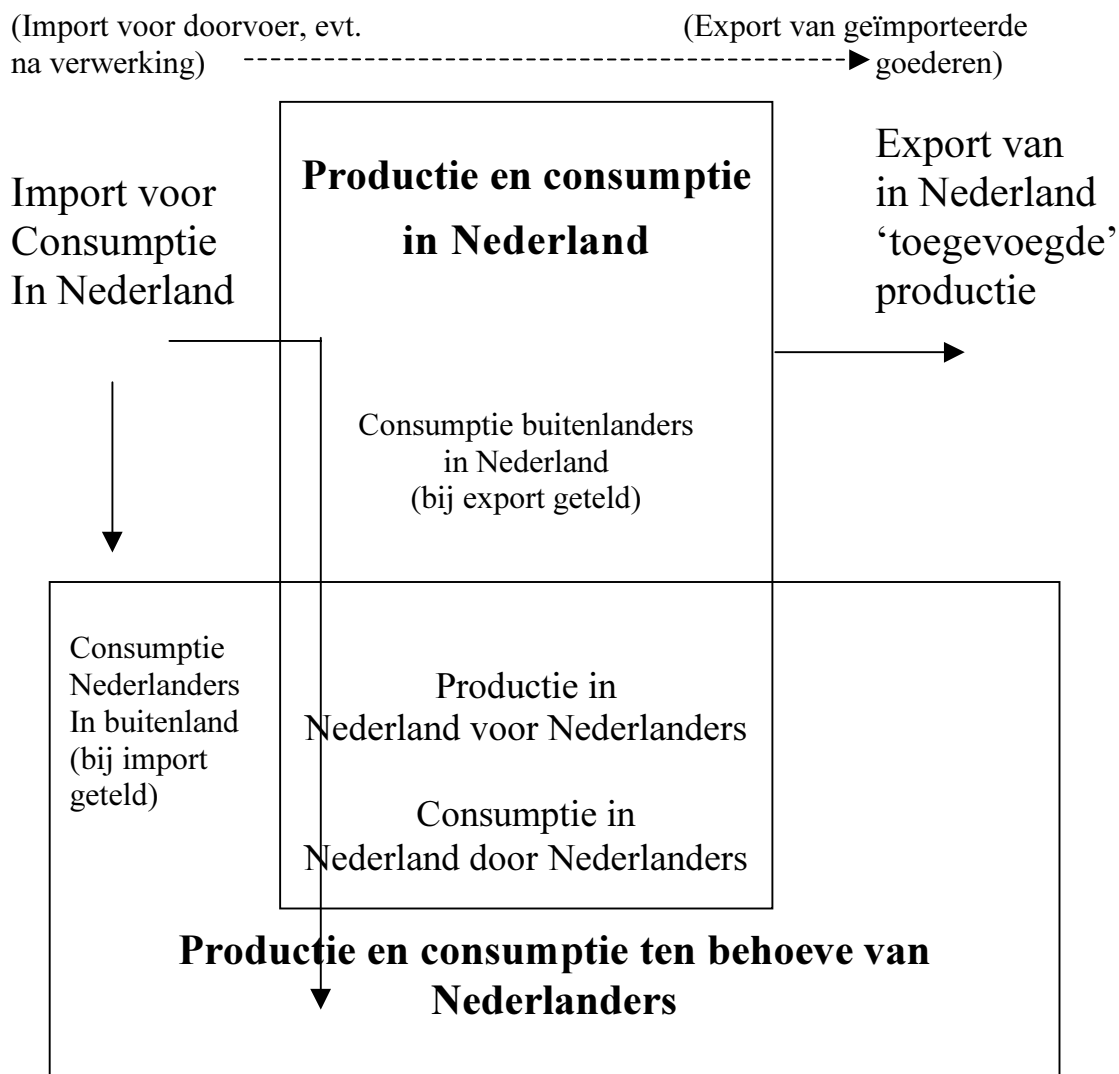 (Import voor doorvoer, evt.
na verwerking)
(Export van geïmporteerde
goederen)
Import voor
Consumptie
In Nederland
Productie en consumptie
in Nederland
Export van
in Nederland
‘toegevoegde’
productie
Consumptie buitenlanders
in Nederland
(bij export geteld)
Consumptie
Nederlanders
In buitenland
(bij import
geteld)
Productie in
Nederland voor Nederlanders
Consumptie in
Nederland door Nederlanders
Productie en consumptie ten behoeve van
Nederlanders